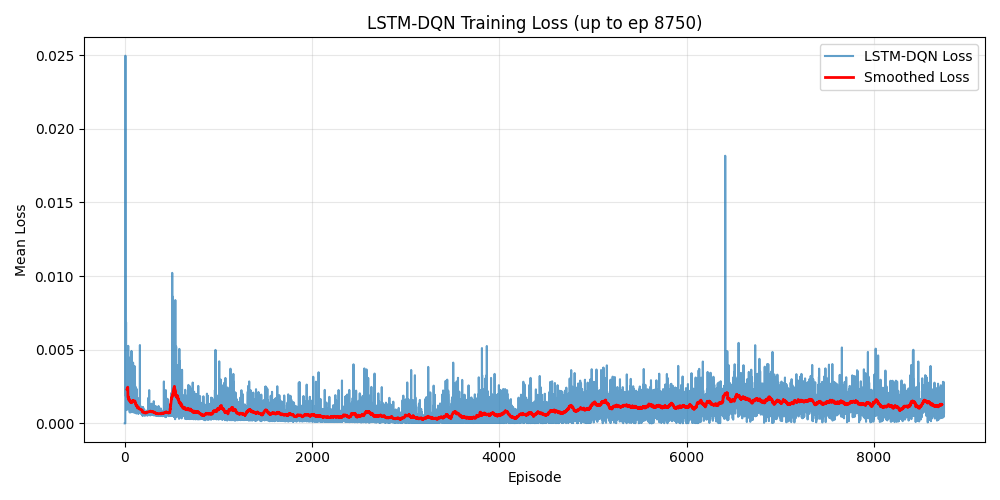 LSTM-DQN Training Loss (up to ep 8750)
LSTM-DQN Loss
Smoothed Loss
Mean Loss
0.025
0.020
0.015
0.010
0.005
0.000
0 2000 4000 6000 8000
Episode